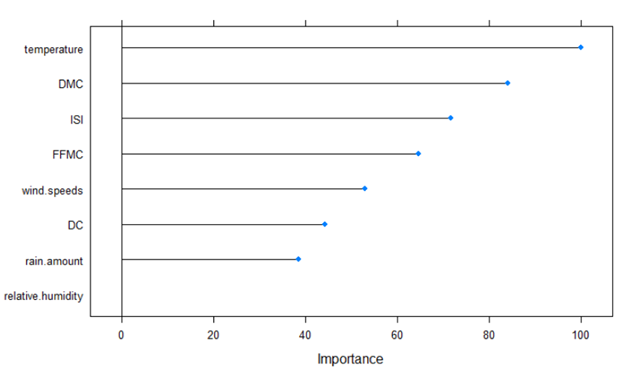 temperature
DMC
ISI
FFMC
wind.speeds
DC
rain.amount
relative.humidity
0 20 40 60 80 100
Importance